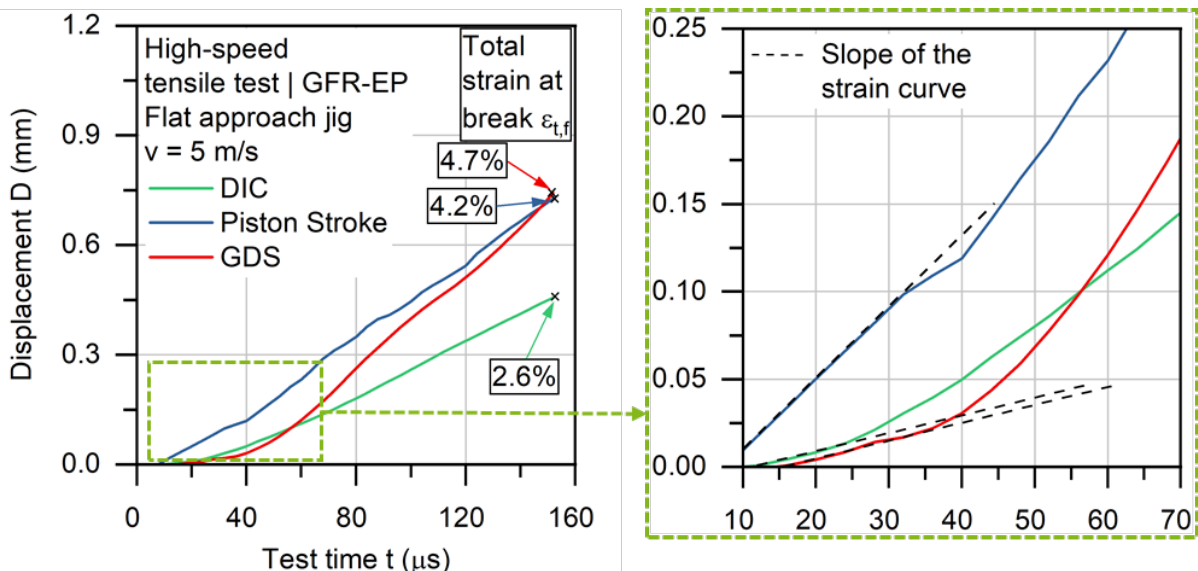 1.2
0.9
0.6
0.3
0.0
Displacement D (mm)
High-speed
tensile test | GFR-EP
Flat approach jig
v = 5 m/s
DIC
Piston Stroke
GDS
Total
strain at
break εt,f
4.7%
4.2%
2.6%
0 40 80 120 160
Test time t (μs)
0.25
0.20
0.15
0.10
0.05
0.00
Slope of the
strain curve
10 20 30 40 50 60 70